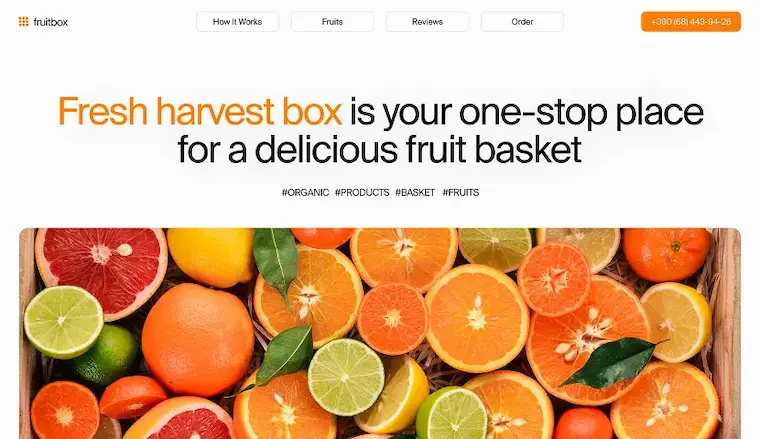 fruitbox
How It Works
Fruits
Reviews
Order
+380 (68) 443-94-26
Fresh harvest box is your one-stop place
for a delicious fruit basket
#ORGANIC #PRODUCTS #BASKET #FRUITS